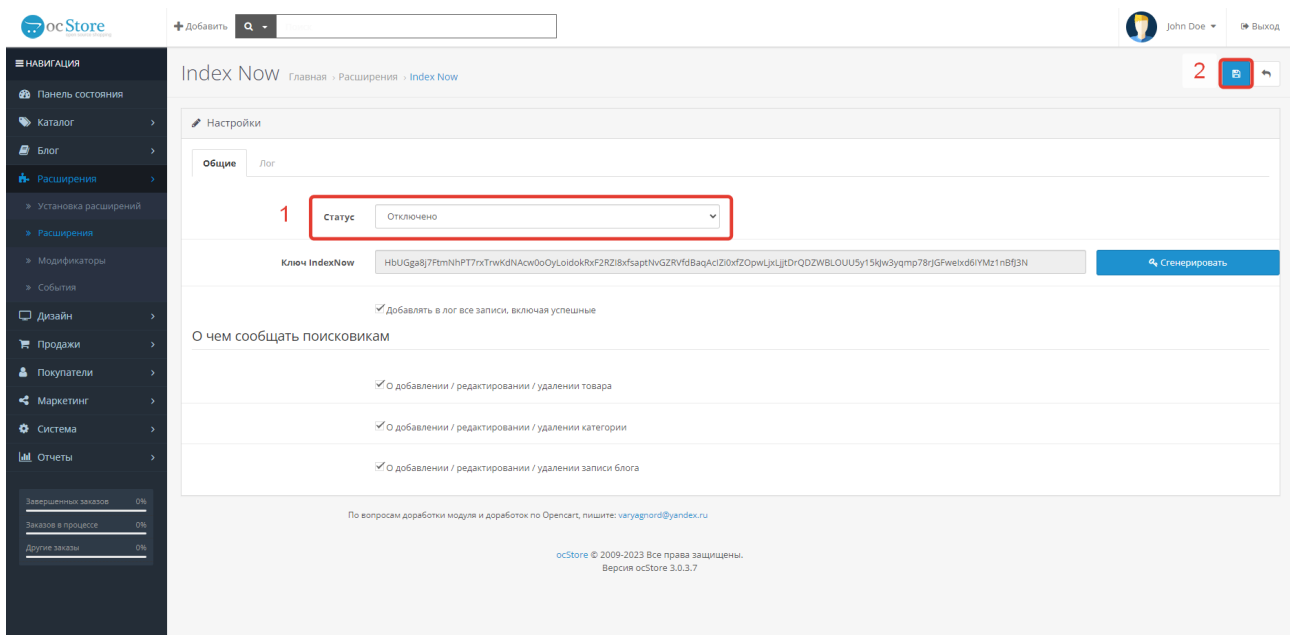 ocStore
Добавить
John Doe
Выход
НАВИГАЦИЯ
Панель состояния
Каталог
Блог
Расширения
» Установка расширений
» Расширения
» Модификаторы
» События
Дизайн
Продажи
Покупатели
Маркетинг
Система
Отчеты
Завершенных заказов 0%
Заказов в процессе 0%
Другие заказы 0%
Index Now Главная › Расширения › Index Now
2
Настройки
Общие Лог
1 Статус Отключено
Ключ IndexNow
Сгенерировать
Добавлять в лог все записи, включая успешные
О чем сообщать поисковикам
О добавлении / редактировании / удалении товара
О добавлении / редактировании / удалении категории
О добавлении / редактировании / удалении записи блога
По вопросам доработки модуля и доработок по Opencart, пишите: varyagnord@yandex.ru
ocStore © 2009-2023 Все права защищены.
Версия ocStore 3.0.3.7